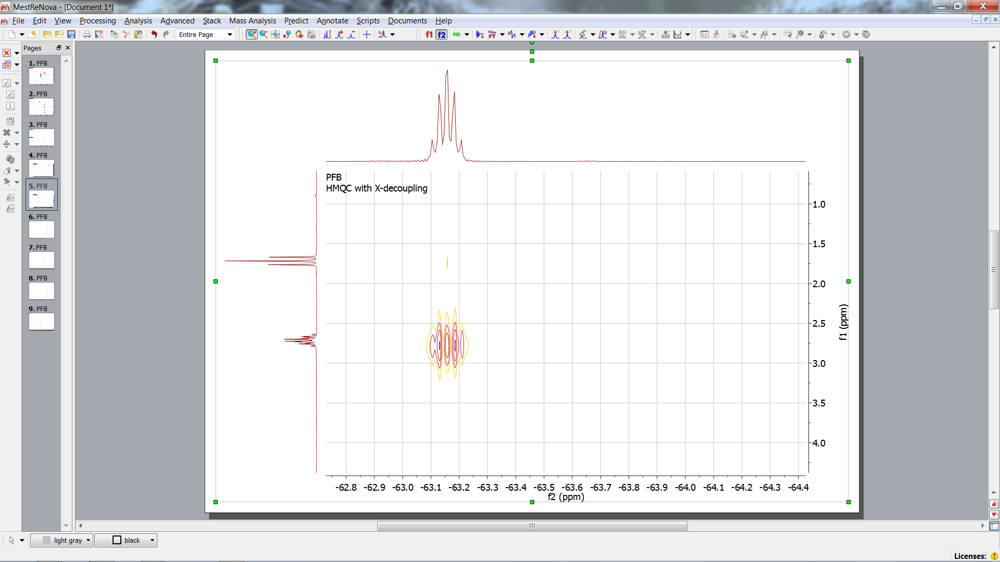 MestReNova - [Document 1*]
File Edit View Processing Analysis Advanced Stack Mass Analysis Predict Annotate Scripts Documents Help
Entire Page f1 f2 FID FT GSD
Pages
1. PFB
2. PFB
3. PFB
4. PFB
5. PFB
6. PFB
7. PFB
8. PFB
9. PFB
PFB
HMQC with X-decoupling
1.0
1.5
2.0
2.5
3.0
3.5
4.0
f1 (ppm)
-62.8 -62.9 -63.0 -63.1 -63.2 -63.3 -63.4 -63.5 -63.6 -63.7 -63.8 -63.9 -64.0 -64.1 -64.2 -64.3 -64.4
f2 (ppm)
light gray black
Licenses: